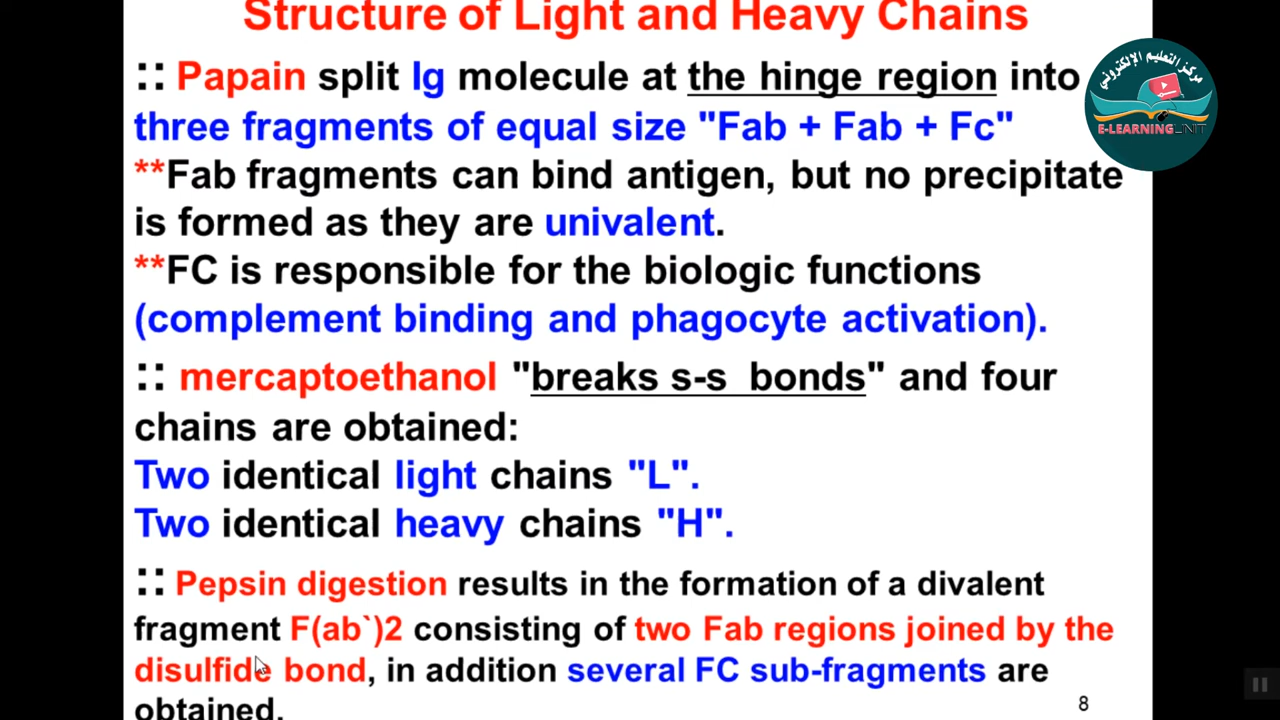 Structure of Light and Heavy Chains
:: Papain split Ig molecule at the hinge region into
three fragments of equal size "Fab + Fab + Fc"
**Fab fragments can bind antigen, but no precipitate
is formed as they are univalent.
**FC is responsible for the biologic functions
(complement binding and phagocyte activation).
:: mercaptoethanol "breaks s-s bonds" and four
chains are obtained:
Two identical light chains "L".
Two identical heavy chains "H".
:: Pepsin digestion results in the formation of a divalent
fragment F(ab`)2 consisting of two Fab regions joined by the
disulfide bond, in addition several FC sub-fragments are
obtained.
8
مركز التعليم الإلكتروني
E-LEARNING UNIT